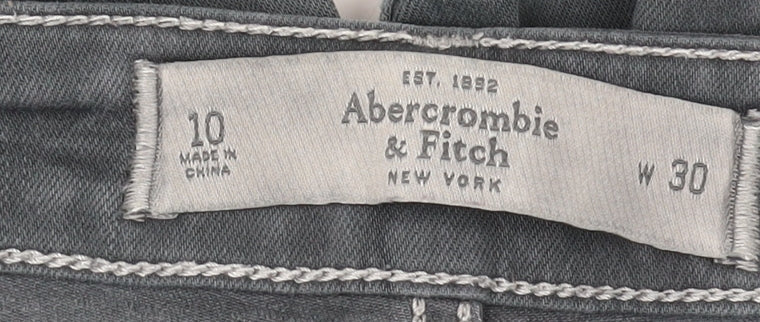 10
MADE IN
CHINA
EST. 1892
Abercrombie
& Fitch
NEW YORK
W 30